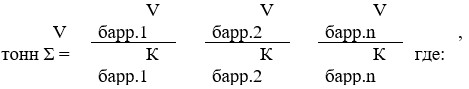 V V V
V барр.1 барр.2 барр.n ,
тонн Σ = K K K где:
барр.1 барр.2 барр.n